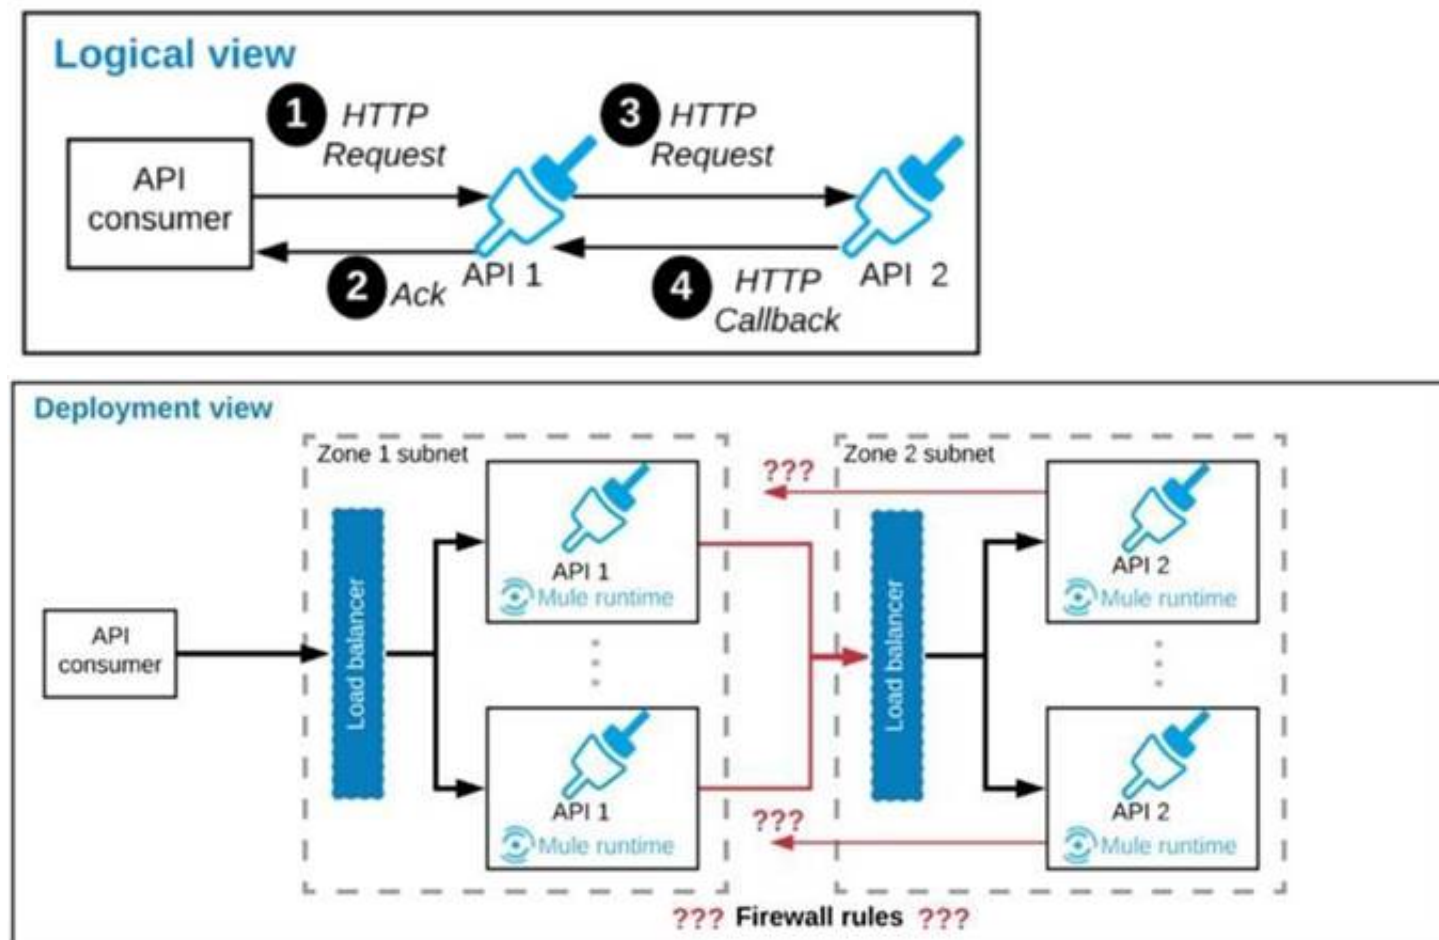 Logical view
1 HTTP Request
3 HTTP Request
API consumer
2 Ack
API 1
4 HTTP Callback
API 2
Deployment view
Zone 1 subnet
???
Zone 2 subnet
API consumer
Load balancer
API 1
Mule runtime
API 1
Mule runtime
Load balancer
API 2
Mule runtime
???
API 2
Mule runtime
??? Firewall rules ???